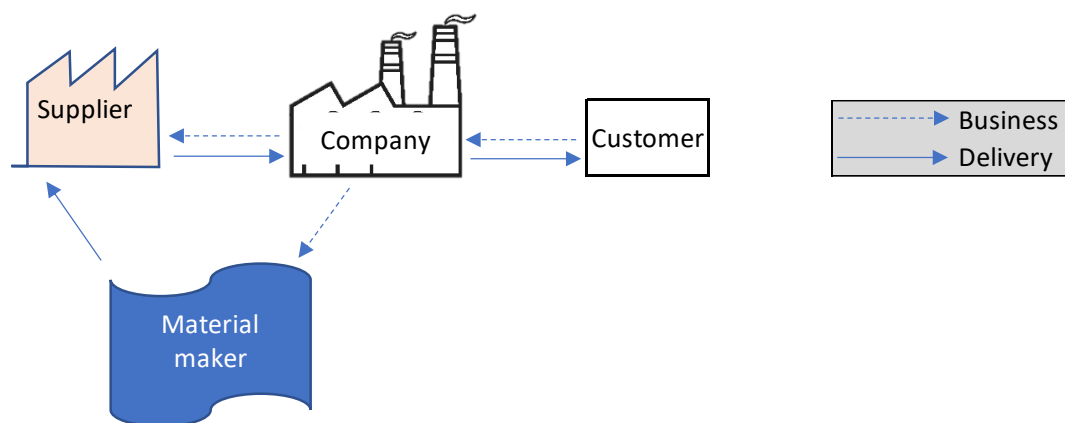 Supplier
Company
Customer
Business
Delivery
Material
maker